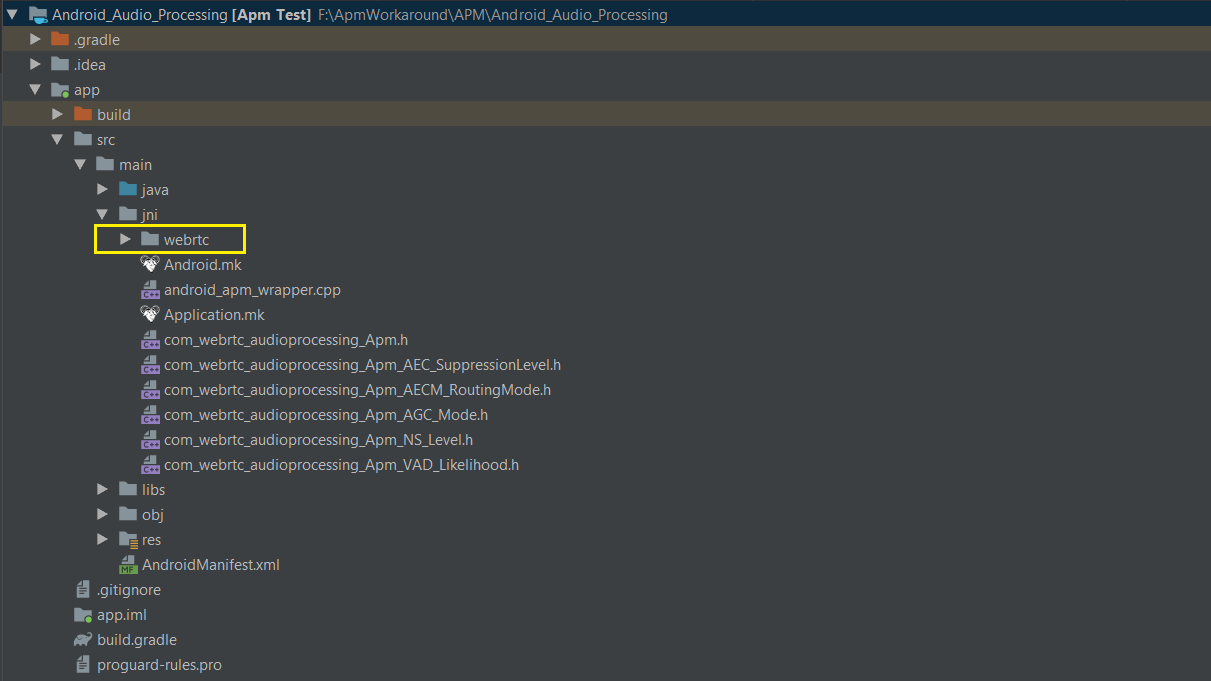 Android_Audio_Processing [Apm Test] F:\ApmWorkaround\APM\Android_Audio_Processing
.gradle
.idea
app
build
src
main
java
jni
webrtc
Android.mk
android_apm_wrapper.cpp
Application.mk
com_webrtc_audioprocessing_Apm.h
com_webrtc_audioprocessing_Apm_AEC_SuppressionLevel.h
com_webrtc_audioprocessing_Apm_AECM_RoutingMode.h
com_webrtc_audioprocessing_Apm_AGC_Mode.h
com_webrtc_audioprocessing_Apm_NS_Level.h
com_webrtc_audioprocessing_Apm_VAD_Likelihood.h
libs
obj
res
AndroidManifest.xml
.gitignore
app.iml
build.gradle
proguard-rules.pro